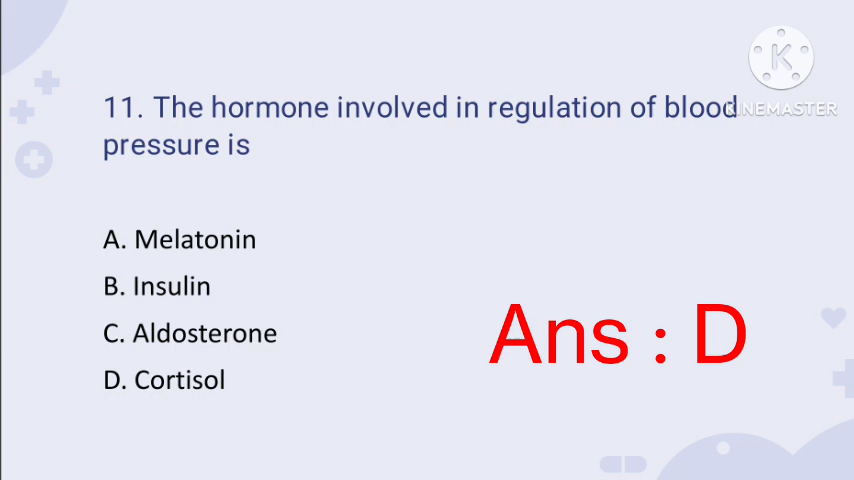 KINEMASTER
11. The hormone involved in regulation of blood
pressure is
A. Melatonin
B. Insulin
C. Aldosterone
D. Cortisol
Ans : D